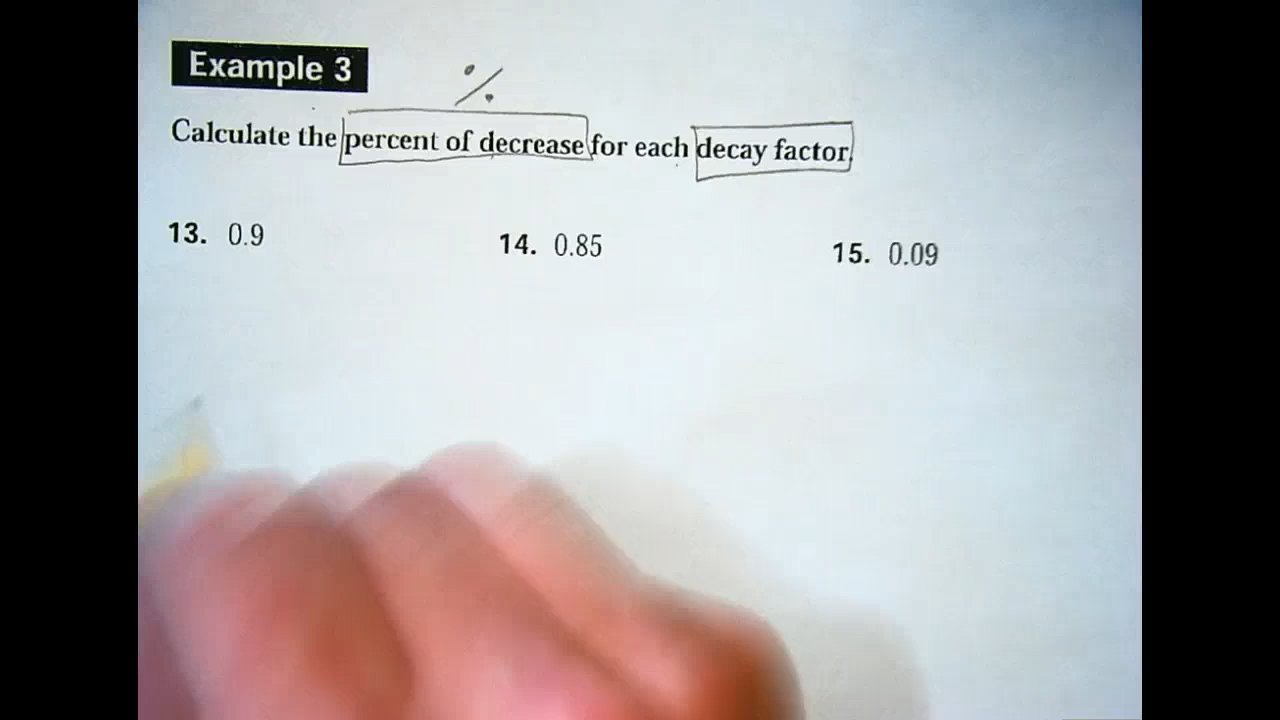 Example 3
%
Calculate the percent of decrease for each decay factor.
13. 0.9 14. 0.85 15. 0.09